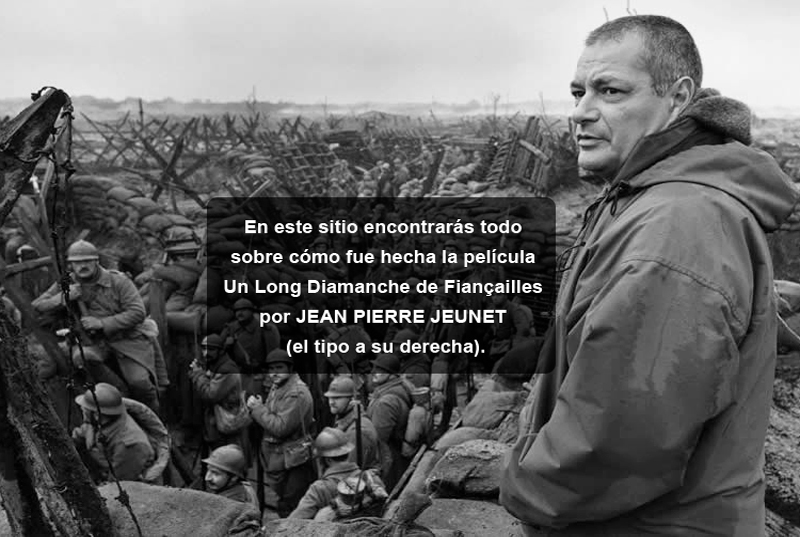 En este sitio encontrarás todo
sobre cómo fue hecha la película
Un Long Diamanche de Fiançailles
por JEAN PIERRE JEUNET
(el tipo a su derecha).